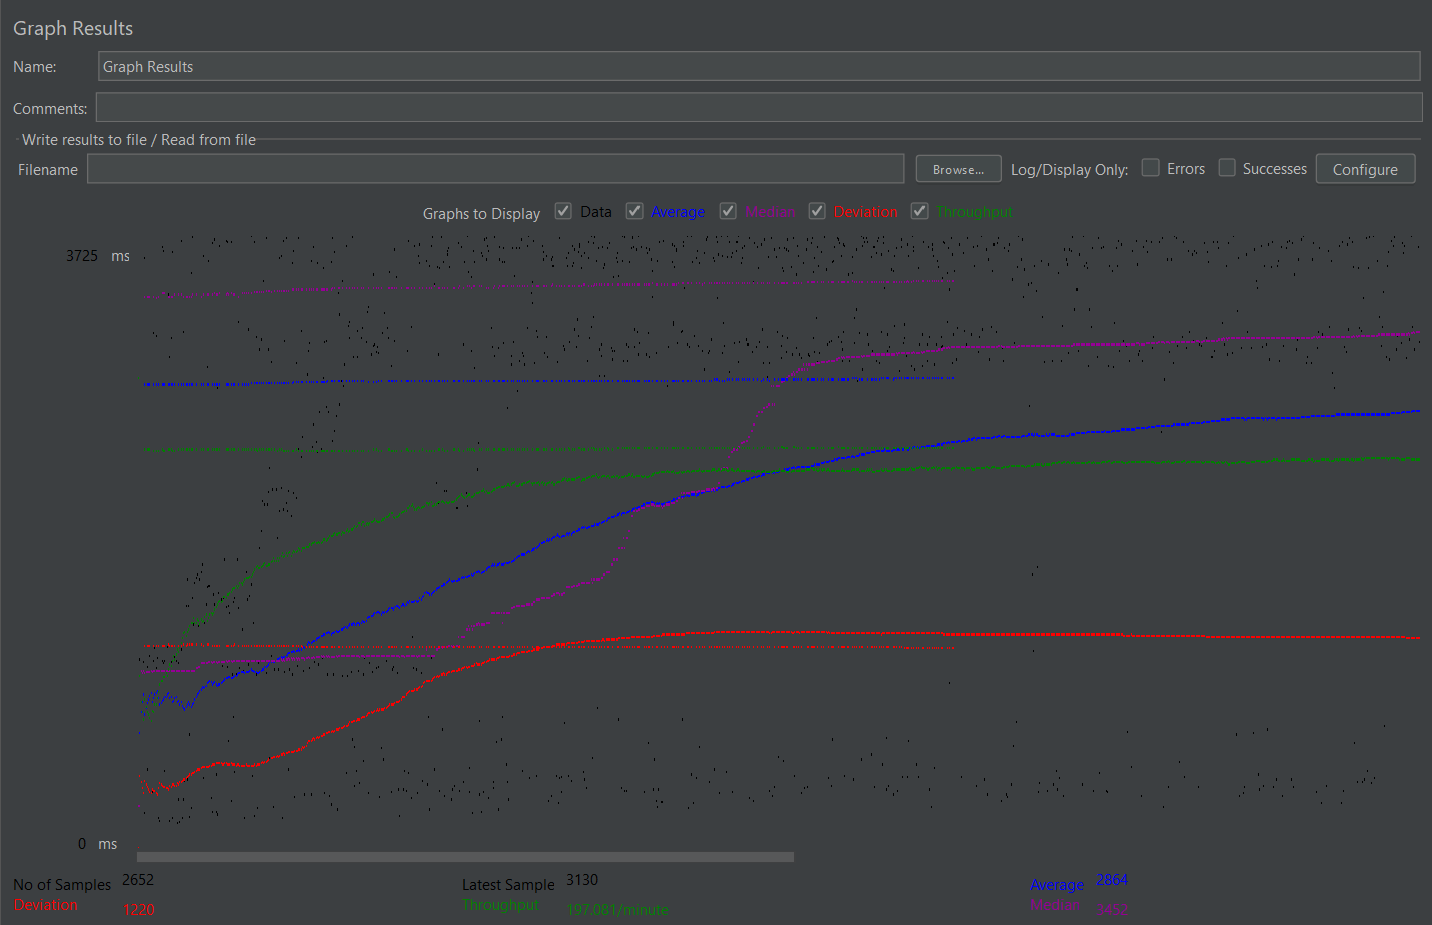 Graph Results
Name: Graph Results
Comments:
Write results to file / Read from file
Filename Browse... Log/Display Only: Errors Successes Configure
Graphs to Display Data Average Median Deviation Throughput
3725 ms
0 ms
No of Samples 2652 Latest Sample 3130 Average 2864
Deviation 1220 Throughput 197.081/minute Median